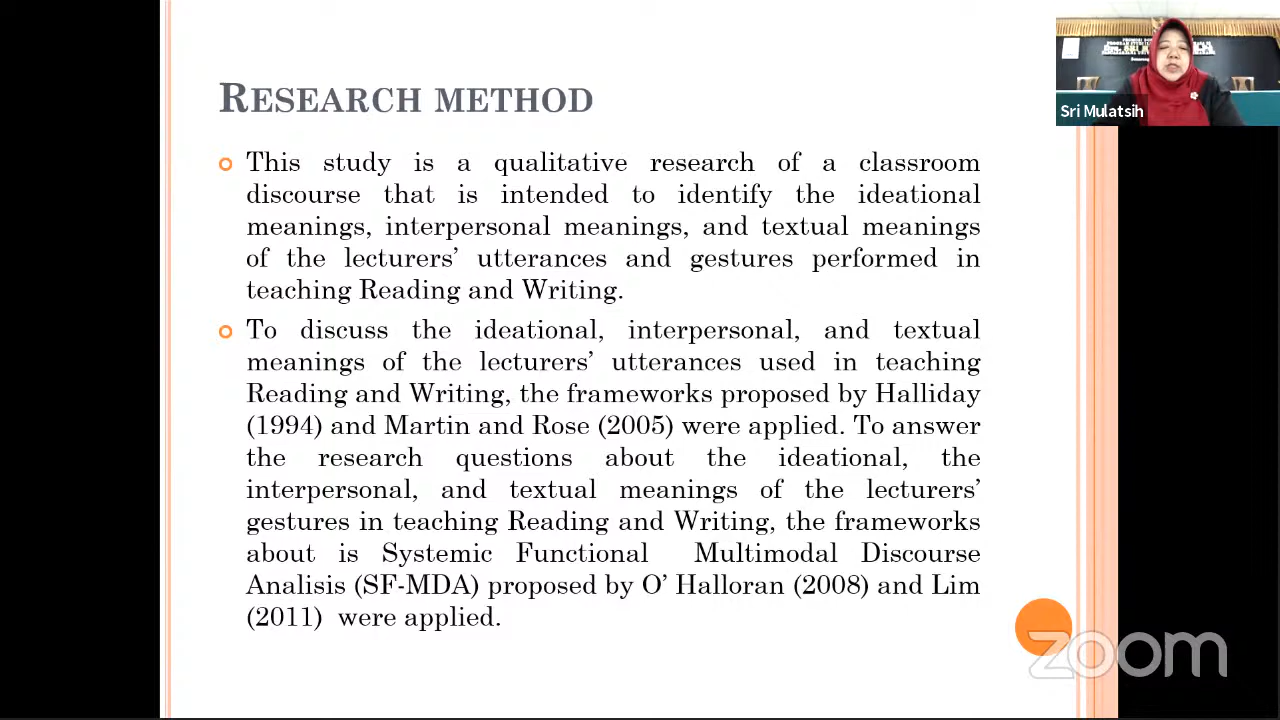 RESEARCH METHOD
This study is a qualitative research of a classroom
discourse that is intended to identify the ideational
meanings, interpersonal meanings, and textual meanings
of the lecturers' utterances and gestures performed in
teaching Reading and Writing.
To discuss the ideational, interpersonal, and textual
meanings of the lecturers' utterances used in teaching
Reading and Writing, the frameworks proposed by Halliday
(1994) and Martin and Rose (2005) were applied. To answer
the research questions about the ideational, the
interpersonal, and textual meanings of the lecturers'
gestures in teaching Reading and Writing, the frameworks
about is Systemic Functional Multimodal Discourse
Analisis (SF-MDA) proposed by O' Halloran (2008) and Lim
(2011) were applied.
Sri Mulatsih
zoom